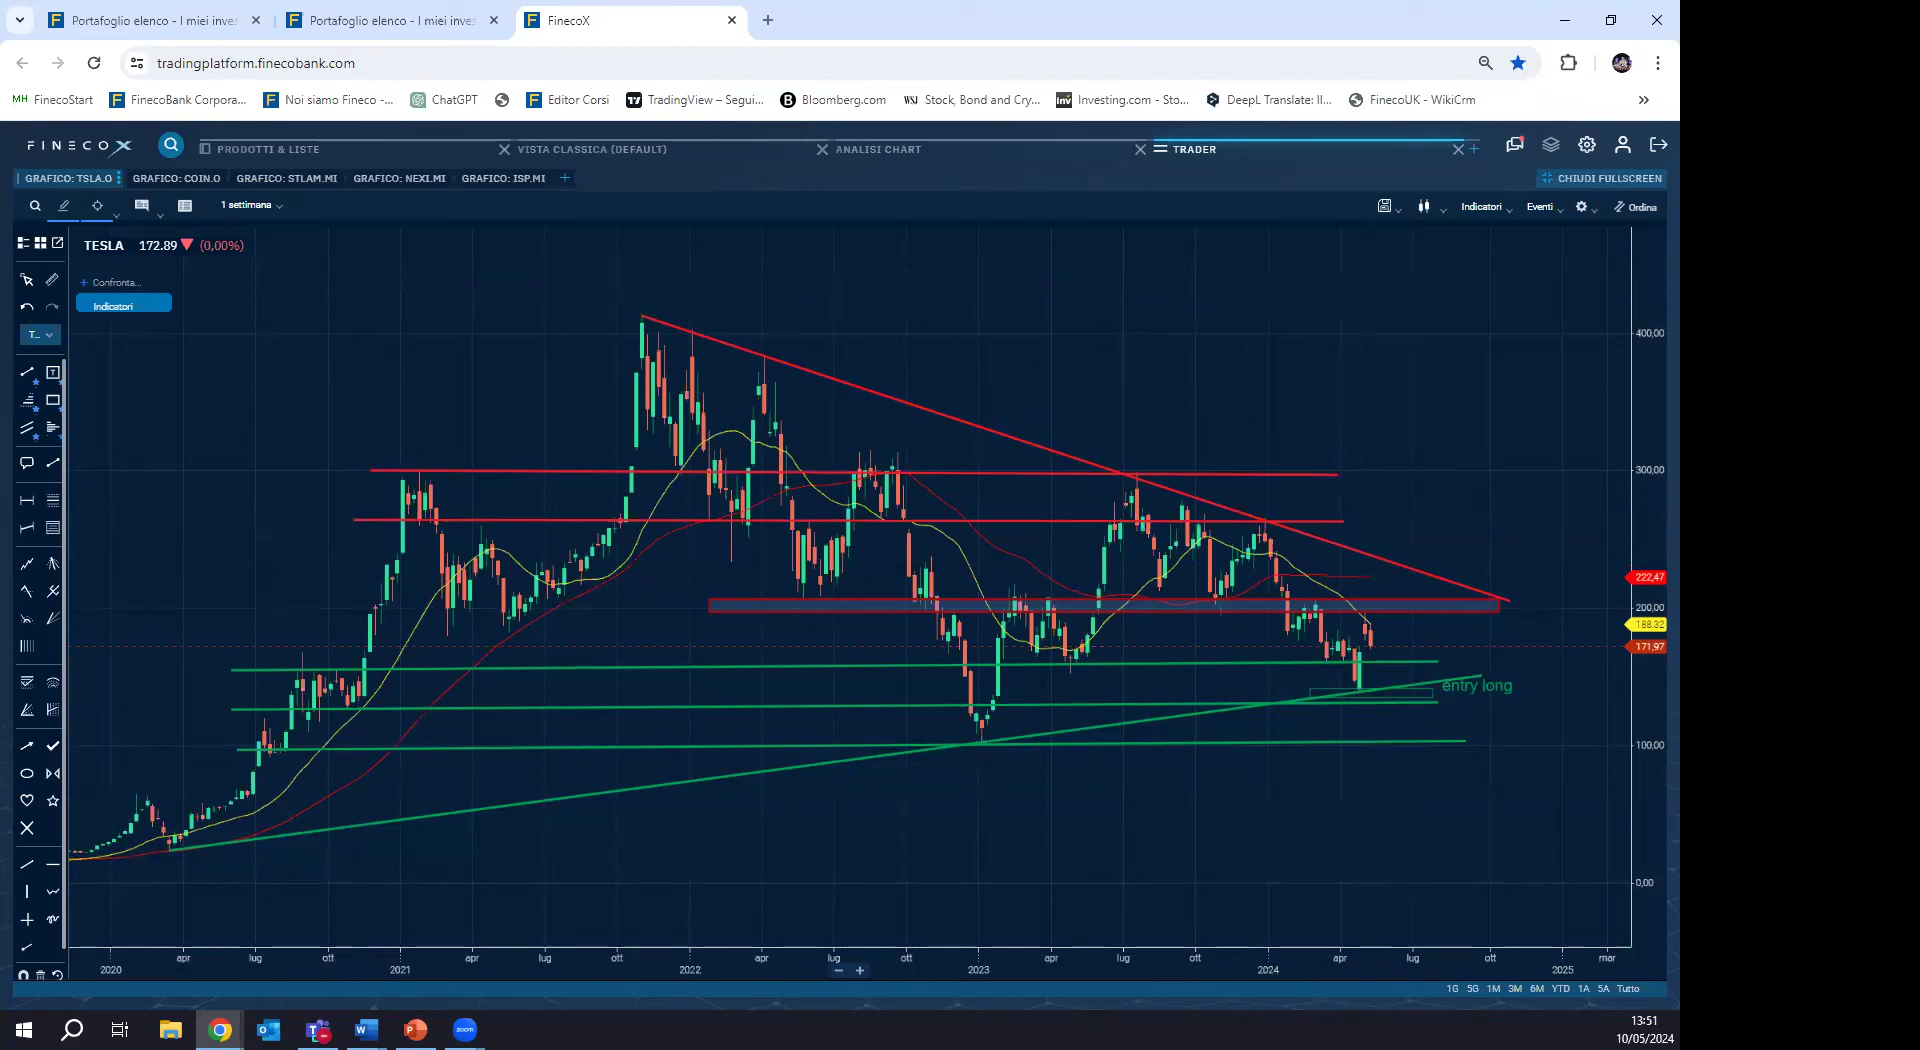 Portafoglio elenco - I miei inves
Portafoglio elenco - I miei inves
FinecoX
tradingplatform.finecobank.com
MH FinecoStart
FinecoBank Corpora...
Noi siamo Fineco -...
ChatGPT
Editor Corsi
TradingView – Segui...
Bloomberg.com
WSJ Stock, Bond and Cry...
Inv Investing.com - Sto...
DeepL Translate: Il...
FinecoUK - WikiCrm
FINECOX
PRODOTTI & LISTE
VISTA CLASSICA (DEFAULT)
ANALISI CHART
TRADER
GRAFICO: TSLA.O
GRAFICO: COIN.O
GRAFICO: STLAM.MI
GRAFICO: NEXI.MI
GRAFICO: ISP.MI
CHIUDI FULLSCREEN
1 settimana
Indicatori
Eventi
Ordina
TESLA 172.89 (0,00%)
Confronta...
Indicatori
T...
400,00
300,00
222,47
200,00
188,32
171,97
entry long
100,00
0,00
2020 apr lug ott 2021 apr lug ott 2022 apr lug ott 2023 apr lug ott 2024 apr lug ott 2025 mar
1G 5G 1M 3M 6M YTD 1A 5A Tutto
zoom
13:51
10/05/2024